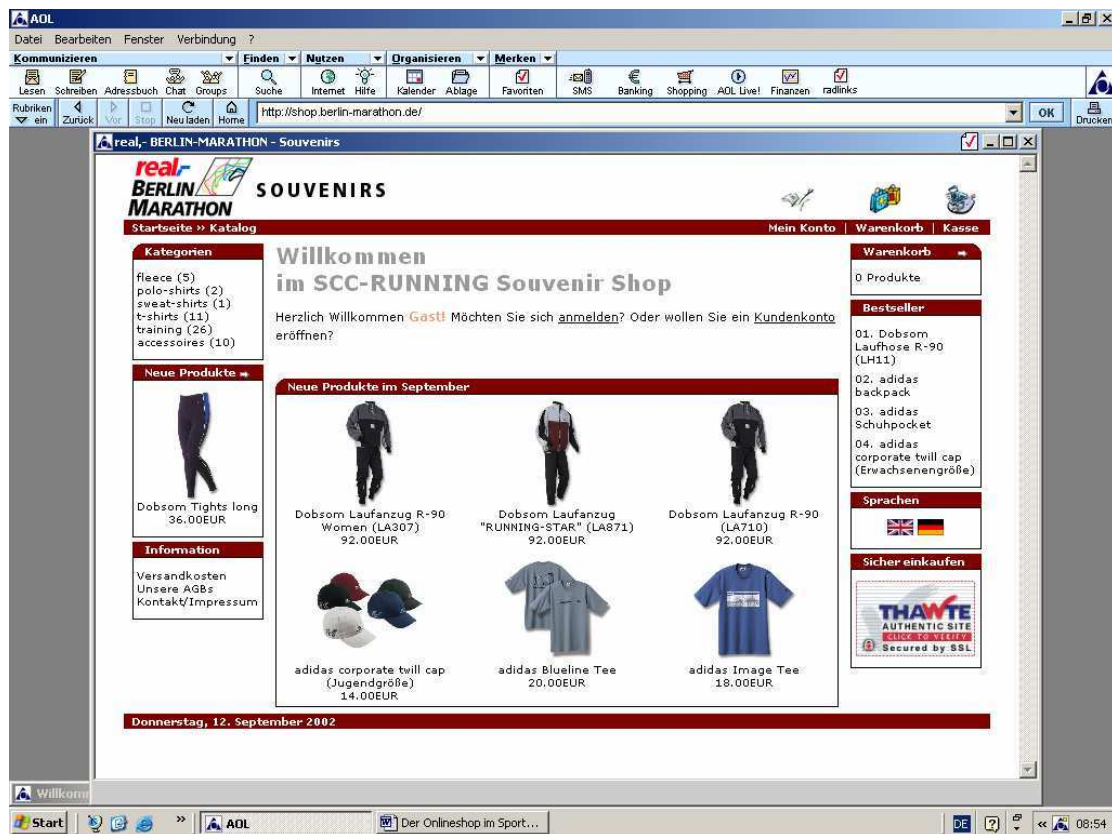 AOL
Datei Bearbeiten Fenster Verbindung ?
Kommunizieren Finden Nutzen Organisieren Merken
Lesen Schreiben Adressbuch Chat Groups Suche Internet Hilfe Kalender Ablage Favoriten SMS Banking Shopping AOL Live! Finanzen radlinks
Rubriken ein Zurück Vor Stop Neu laden Home http://shop.berlin-marathon.de/ OK Drucken
real,- BERLIN-MARATHON - Souvenirs
real,-
BERLIN
MARATHON
SOUVENIRS
Startseite » Katalog
Mein Konto | Warenkorb | Kasse
Kategorien
fleece (5)
polo-shirts (2)
sweat-shirts (1)
t-shirts (11)
training (26)
accessoires (10)
Neue Produkte
Dobsom Tights long
36.00EUR
Information
Versandkosten
Unsere AGBs
Kontakt/Impressum
Willkommen
im SCC-RUNNING Souvenir Shop
Herzlich Willkommen Gast! Möchten Sie sich anmelden? Oder wollen Sie ein Kundenkonto
eröffnen?
Neue Produkte im September
Dobsom Laufanzug R-90
Women (LA307)
92.00EUR
Dobsom Laufanzug
"RUNNING-STAR" (LA871)
92.00EUR
Dobsom Laufanzug R-90
(LA710)
92.00EUR
adidas corporate twill cap
(Jugendgröße)
14.00EUR
adidas Blueline Tee
20.00EUR
adidas Image Tee
18.00EUR
Warenkorb
0 Produkte
Bestseller
01. Dobsom
Laufhose R-90
(LH11)
02. adidas
backpack
03. adidas
Schuhpocket
04. adidas
corporate twill cap
(Erwachsenengröße)
Sprachen
Sicher einkaufen
THAWTE
AUTHENTIC SITE
CLICK TO VERIFY
Secured by SSL
Donnerstag, 12. September 2002
Willkomm
Start » AOL Der Onlineshop im Sport... DE ? « 08:54